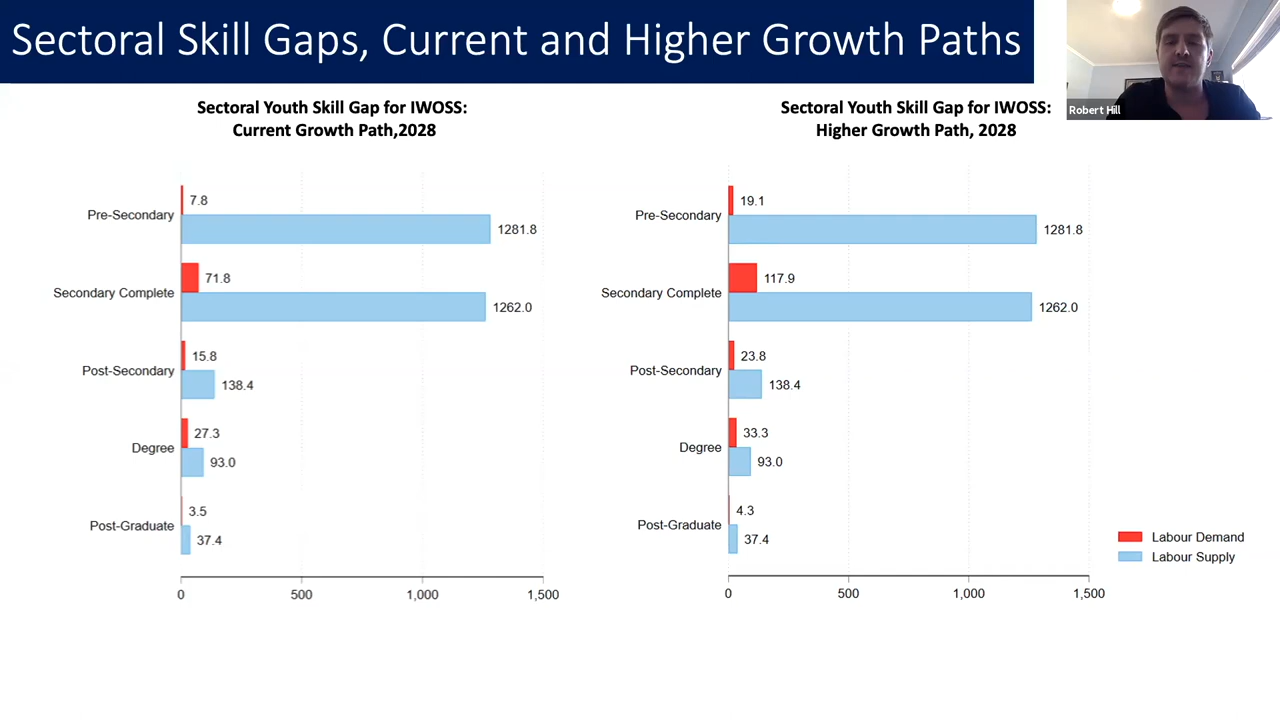 Sectoral Skill Gaps, Current and Higher Growth Paths
Robert Hill
Sectoral Youth Skill Gap for IWOSS:
Current Growth Path,2028
Pre-Secondary
7.8
1281.8
Secondary Complete
71.8
1262.0
Post-Secondary
15.8
138.4
Degree
27.3
93.0
Post-Graduate
3.5
37.4
0 500 1,000 1,500
Sectoral Youth Skill Gap for IWOSS:
Higher Growth Path, 2028
Pre-Secondary
19.1
1281.8
Secondary Complete
117.9
1262.0
Post-Secondary
23.8
138.4
Degree
33.3
93.0
Post-Graduate
4.3
37.4
0 500 1,000 1,500
Labour Demand
Labour Supply